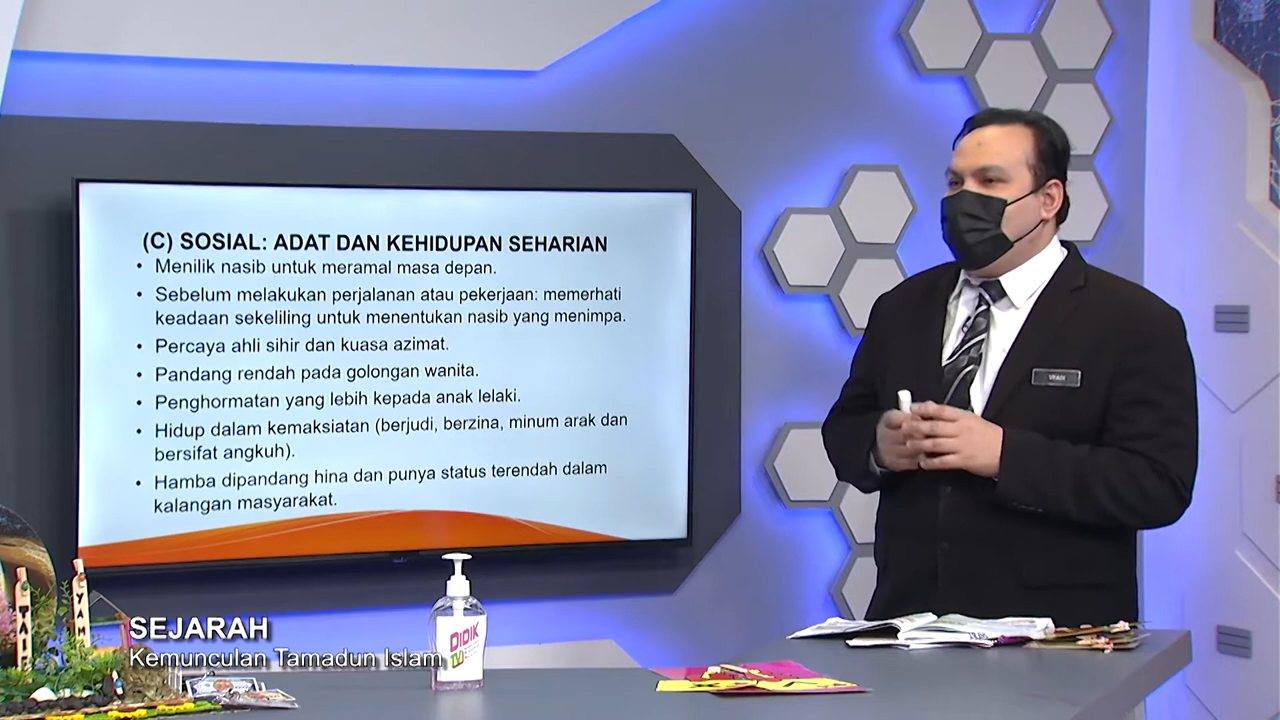 (C) SOSIAL: ADAT DAN KEHIDUPAN SEHARIAN
• Menilik nasib untuk meramal masa depan.
• Sebelum melakukan perjalanan atau pekerjaan: memerhati
keadaan sekeliling untuk menentukan nasib yang menimpa.
• Percaya ahli sihir dan kuasa azimat.
• Pandang rendah pada golongan wanita.
• Penghormatan yang lebih kepada anak lelaki.
• Hidup dalam kemaksiatan (berjudi, berzina, minum arak dan
bersifat angkuh).
• Hamba dipandang hina dan punya status terendah dalam
kalangan masyarakat.
DIDIK
TV
SEJARAH
Kemunculan Tamadun Islam